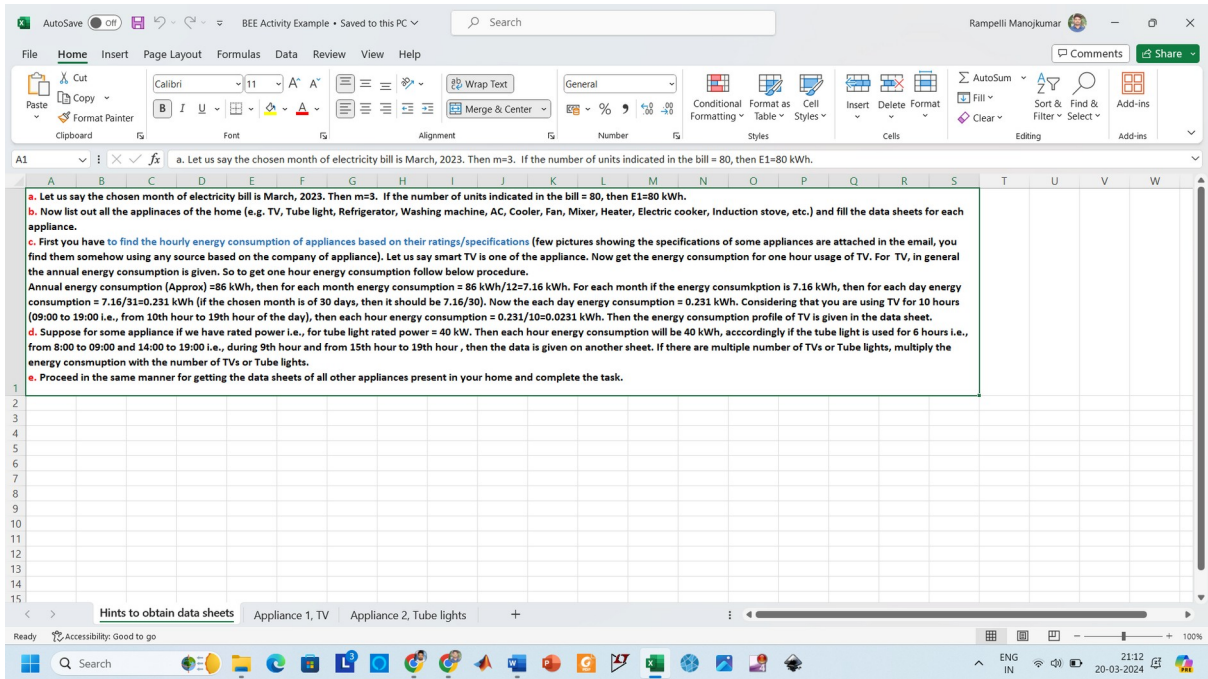 AutoSave Off BEE Activity Example • Saved to this PC Search Rampelli Manojkumar
File Home Insert Page Layout Formulas Data Review View Help Comments Share
Paste Cut Copy Format Painter Calibri 11 B I U Wrap Text Merge & Center General Conditional Formatting Format as Table Cell Styles Insert Delete Format AutoSum Fill Clear Sort & Filter Find & Select Add-ins
Clipboard Font Alignment Number Styles Cells Editing Add-ins
A1 fx a. Let us say the chosen month of electricity bill is March, 2023. Then m=3. If the number of units indicated in the bill = 80, then E1=80 kWh.
A B C D E F G H I J K L M N O P Q R S T U V W
a. Let us say the chosen month of electricity bill is March, 2023. Then m=3. If the number of units indicated in the bill = 80, then E1=80 kWh.
b. Now list out all the applinaces of the home (e.g. TV, Tube light, Refrigerator, Washing machine, AC, Cooler, Fan, Mixer, Heater, Electric cooker, Induction stove, etc.) and fill the data sheets for each
appliance.
c. First you have to find the hourly energy consumption of appliances based on their ratings/specifications (few pictures showing the specifications of some appliances are attached in the email, you
find them somehow using any source based on the company of appliance). Let us say smart TV is one of the appliance. Now get the energy consumption for one hour usage of TV. For TV, in general
the annual energy consumption is given. So to get one hour energy consumption follow below procedure.
Annual energy consumption (Approx) =86 kWh, then for each month energy consumption = 86 kWh/12=7.16 kWh. For each month if the energy consumkption is 7.16 kWh, then for each day energy
consumption = 7.16/31=0.231 kWh (if the chosen month is of 30 days, then it should be 7.16/30). Now the each day energy consumption = 0.231 kWh. Considering that you are using TV for 10 hours
(09:00 to 19:00 i.e., from 10th hour to 19th hour of the day), then each hour energy consumption = 0.231/10=0.0231 kWh. Then the energy consumption profile of TV is given in the data sheet.
d. Suppose for some appliance if we have rated power i.e., for tube light rated power = 40 kW. Then each hour energy consumption will be 40 kWh, acccordingly if the tube light is used for 6 hours i.e.,
from 8:00 to 09:00 and 14:00 to 19:00 i.e., during 9th hour and from 15th hour to 19th hour , then the data is given on another sheet. If there are multiple number of TVs or Tube lights, multiply the
energy consmuption with the number of TVs or Tube lights.
e. Proceed in the same manner for getting the data sheets of all other appliances present in your home and complete the task.
1
2
3
4
5
6
7
8
9
10
11
12
13
14
15
Hints to obtain data sheets Appliance 1, TV Appliance 2, Tube lights
Ready Accessibility: Good to go 100%
Search ENG 21:12
IN 20-03-2024